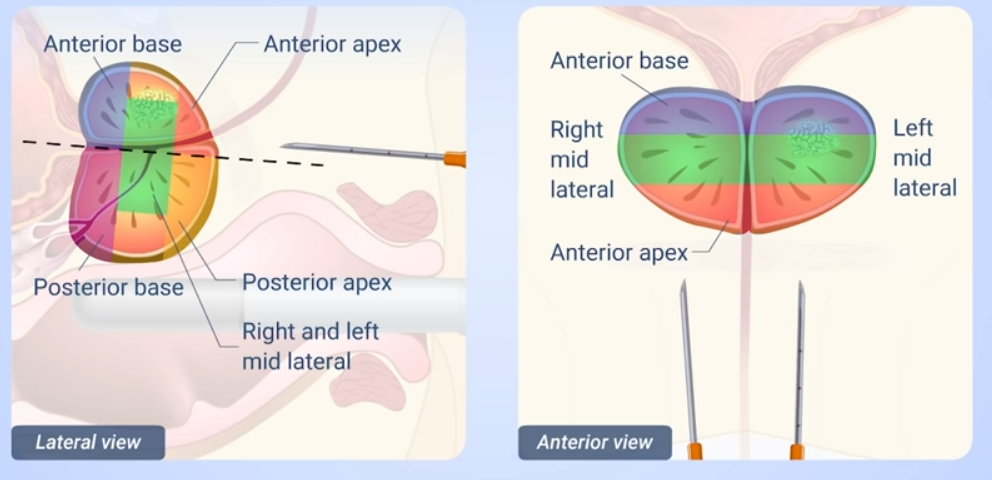 Anterior base
Anterior apex
Posterior base
Posterior apex
Right and left
mid lateral
Lateral view
Anterior base
Right
mid
lateral
Left
mid
lateral
Anterior apex
Anterior view